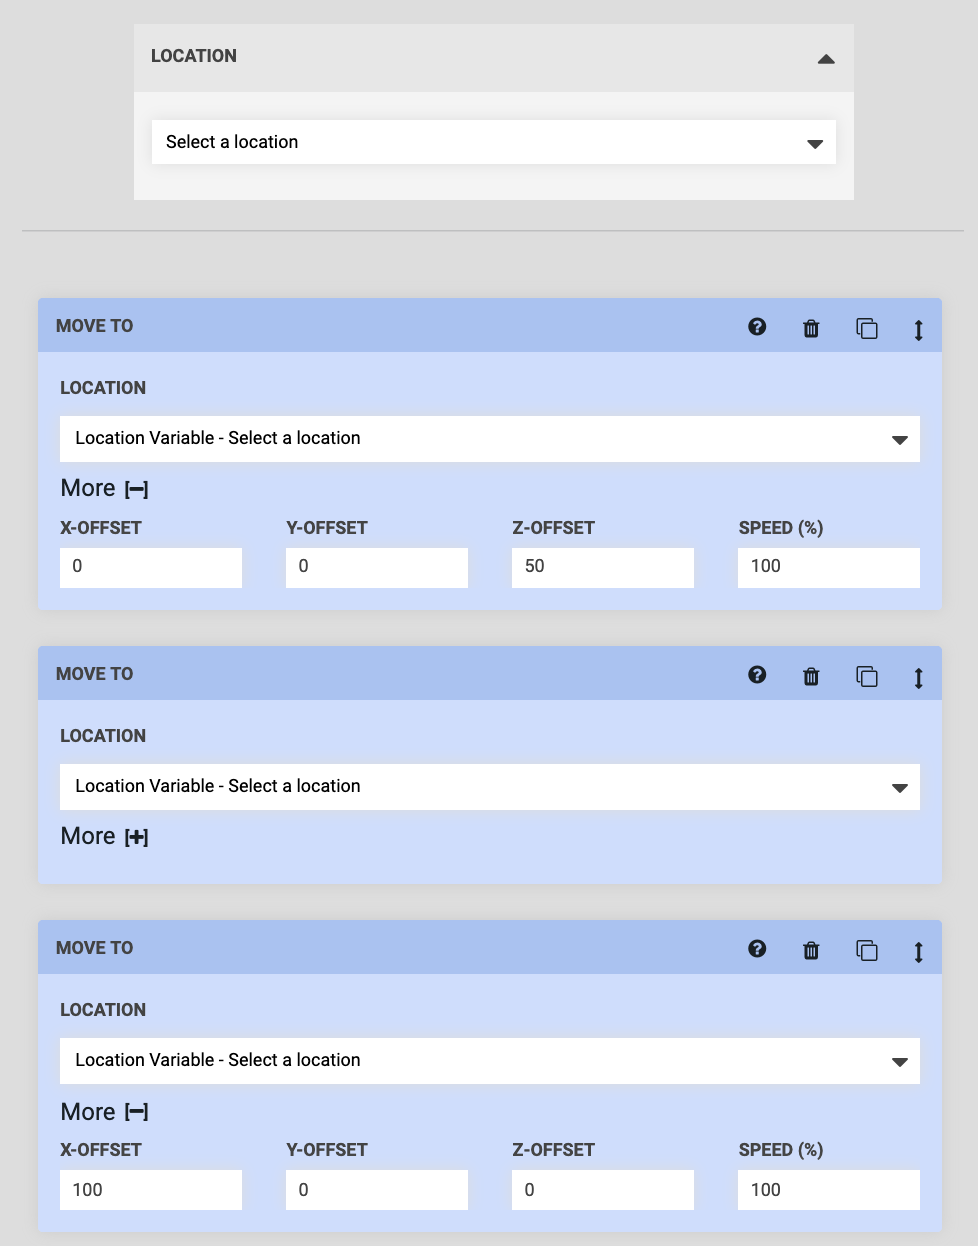 LOCATION
Select a location
MOVE TO
LOCATION
Location Variable - Select a location
More [−]
X-OFFSET Y-OFFSET Z-OFFSET SPEED (%)
0 0 50 100
MOVE TO
LOCATION
Location Variable - Select a location
More [+]
MOVE TO
LOCATION
Location Variable - Select a location
More [−]
X-OFFSET Y-OFFSET Z-OFFSET SPEED (%)
100 0 0 100